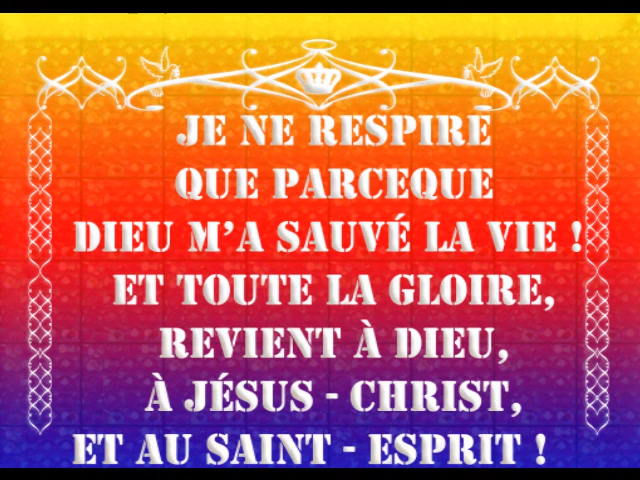 JE NE RESPIRE
QUE PARCEQUE
DIEU M'A SAUVÉ LA VIE !
ET TOUTE LA GLOIRE,
REVIENT À DIEU,
À JÉSUS - CHRIST,
ET AU SAINT - ESPRIT !